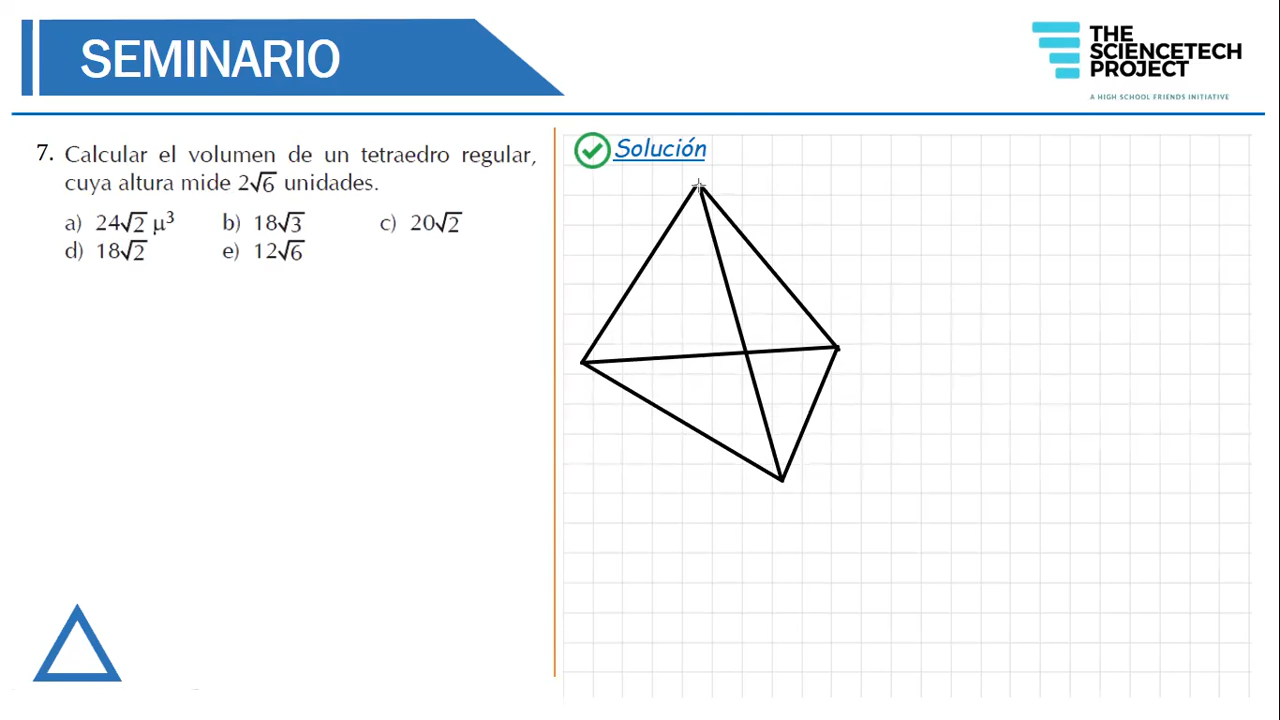 SEMINARIO
THE
SCIENCETECH
PROJECT
A HIGH SCHOOL FRIENDS INITIATIVE
7. Calcular el volumen de un tetraedro regular,
cuya altura mide 2√6 unidades.
a) 24√2 µ³ b) 18√3 c) 20√2
d) 18√2 e) 12√6
Solución